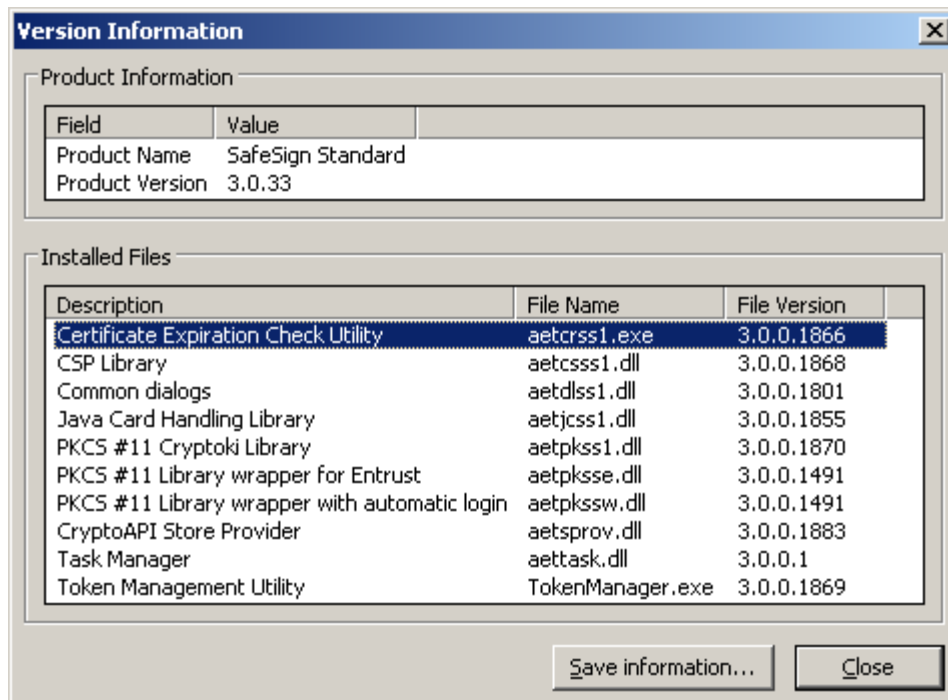 Version Information
Product Information
Field Value
Product Name SafeSign Standard
Product Version 3.0.33
Installed Files
Description File Name File Version
Certificate Expiration Check Utility aetcrss1.exe 3.0.0.1866
CSP Library aetcsss1.dll 3.0.0.1868
Common dialogs aetdlss1.dll 3.0.0.1801
Java Card Handling Library aetjcss1.dll 3.0.0.1855
PKCS #11 Cryptoki Library aetpkss1.dll 3.0.0.1870
PKCS #11 Library wrapper for Entrust aetpksse.dll 3.0.0.1491
PKCS #11 Library wrapper with automatic login aetpkssw.dll 3.0.0.1491
CryptoAPI Store Provider aetsprov.dll 3.0.0.1883
Task Manager aettask.dll 3.0.0.1
Token Management Utility TokenManager.exe 3.0.0.1869
Save information... Close